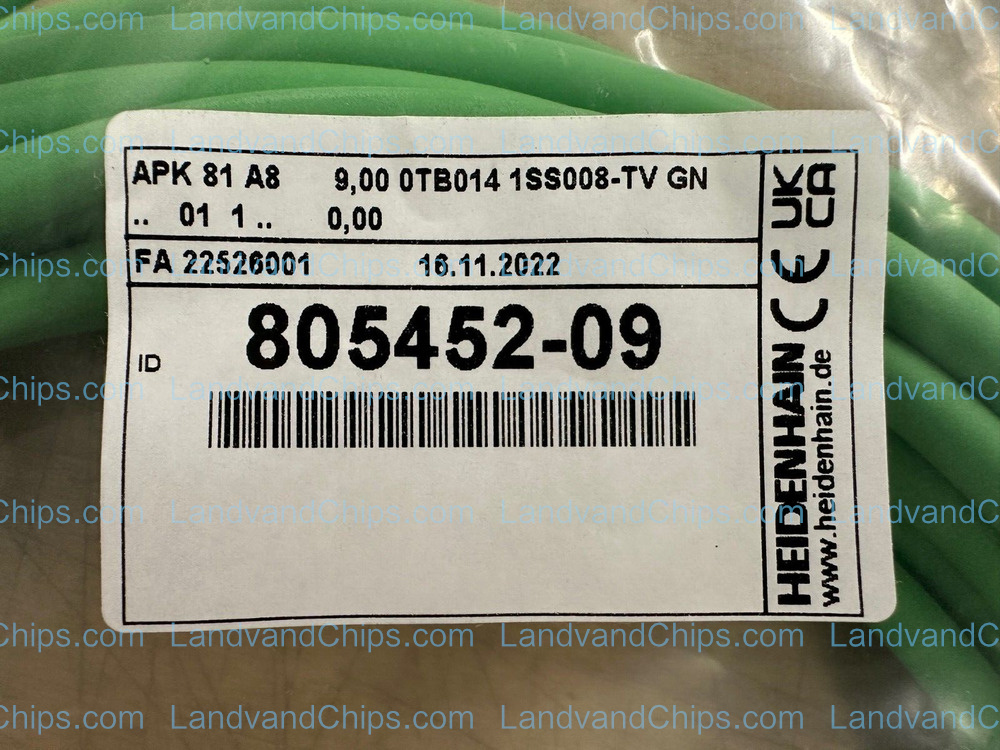 APK 81 A8 9,00 0TB014 1SS008-TV GN
.. 01 1 .. 0,00
FA 22526001 16.11.2022
ID 805452-09
HEIDENHAIN CE UK CA
www.heidenhain.de
LandvandChips.com